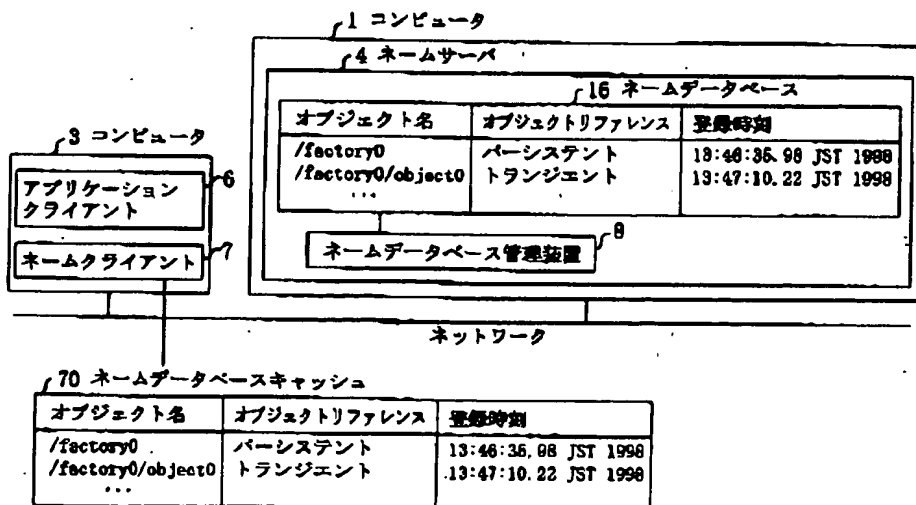 1 コンピュータ
4 ネームサーバ
16 ネームデータベース
オブジェクト名 オブジェクトリファレンス 登録時刻
/factory0 パーシステント 13:46:35.98 JST 1998
/factory0/object0 トランジエント 13:47:10.22 JST 1998
...
8
ネームデータベース管理装置
3 コンピュータ
アプリケーション
クライアント
6
ネームクライアント
7
ネットワーク
70 ネームデータベースキャッシュ
オブジェクト名 オブジェクトリファレンス 登録時刻
/factory0 パーシステント 13:46:35.98 JST 1998
/factory0/object0 トランジエント 13:47:10.22 JST 1998
...